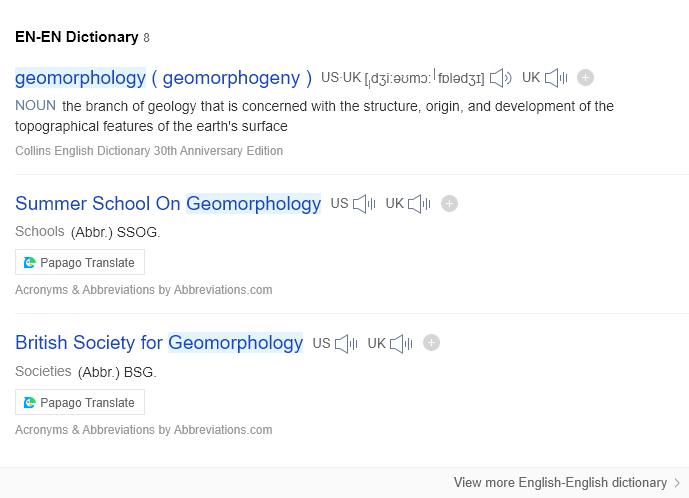 EN-EN Dictionary 8
geomorphology ( geomorphogeny ) US·UK [ˌdʒiːəʊmɔːˈfɒlədʒɪ] UK
NOUN the branch of geology that is concerned with the structure, origin, and development of the
topographical features of the earth's surface
Collins English Dictionary 30th Anniversary Edition
Summer School On Geomorphology US UK
Schools (Abbr.) SSOG.
Papago Translate
Acronyms & Abbreviations by Abbreviations.com
British Society for Geomorphology US UK
Societies (Abbr.) BSG.
Papago Translate
Acronyms & Abbreviations by Abbreviations.com
View more English-English dictionary